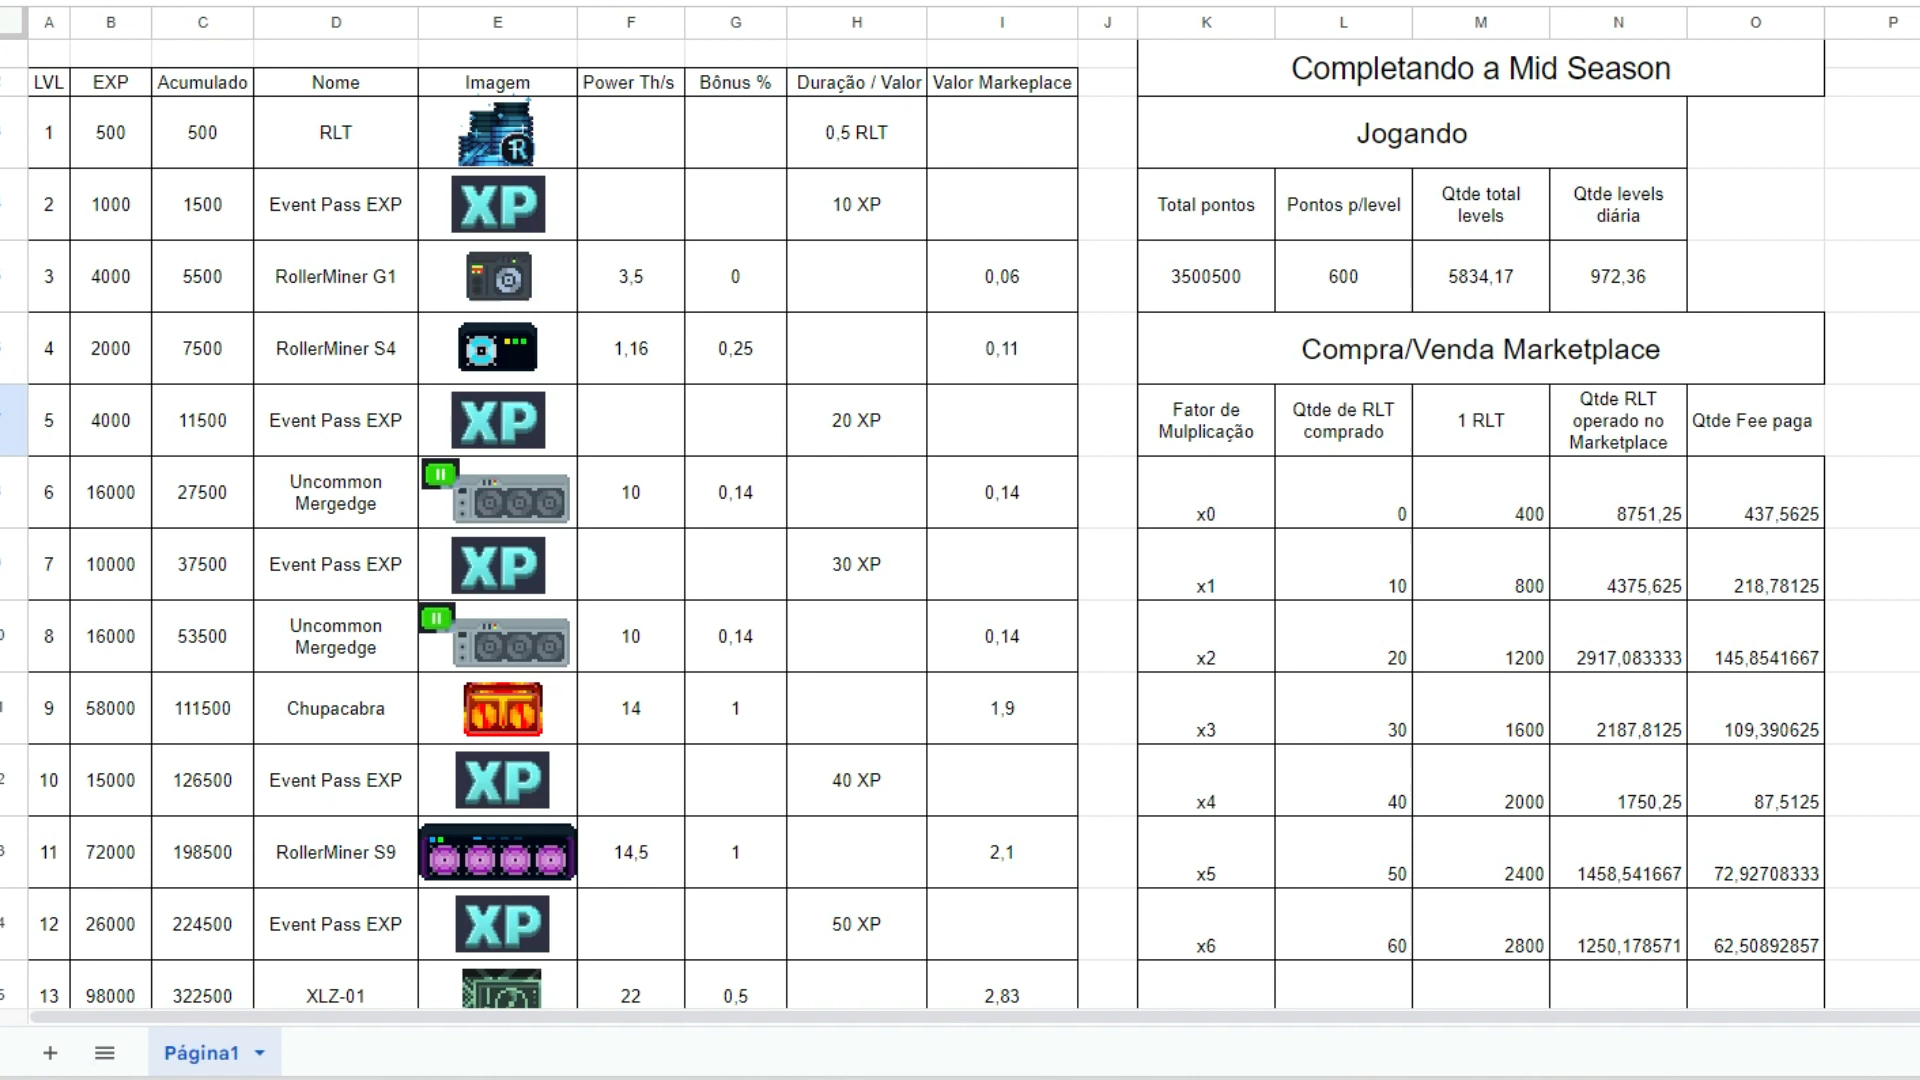 A B C D E F G H I J K L M N O P
Completando a Mid Season
LVL EXP Acumulado Nome Imagem Power Th/s Bônus % Duração / Valor Valor Markeplace
Jogando
1 500 500 RLT 0,5 RLT
2 1000 1500 Event Pass EXP XP 10 XP
Total pontos Pontos p/level Qtde total levels Qtde levels diária
3 4000 5500 RollerMiner G1 3,5 0 0,06
3500500 600 5834,17 972,36
4 2000 7500 RollerMiner S4 1,16 0,25 0,11
Compra/Venda Marketplace
5 4000 11500 Event Pass EXP XP 20 XP
Fator de Mulplicação Qtde de RLT comprado 1 RLT Qtde RLT operado no Marketplace Qtde Fee paga
6 16000 27500 Uncommon Mergedge II 10 0,14 0,14
x0 0 400 8751,25 437,5625
7 10000 37500 Event Pass EXP XP 30 XP
x1 10 800 4375,625 218,78125
8 16000 53500 Uncommon Mergedge II 10 0,14 0,14
x2 20 1200 2917,083333 145,8541667
9 58000 111500 Chupacabra 14 1 1,9
x3 30 1600 2187,8125 109,390625
10 15000 126500 Event Pass EXP XP 40 XP
x4 40 2000 1750,25 87,5125
11 72000 198500 RollerMiner S9 14,5 1 2,1
x5 50 2400 1458,541667 72,92708333
12 26000 224500 Event Pass EXP XP 50 XP
x6 60 2800 1250,178571 62,50892857
13 98000 322500 XLZ-01 22 0,5 2,83
Página1